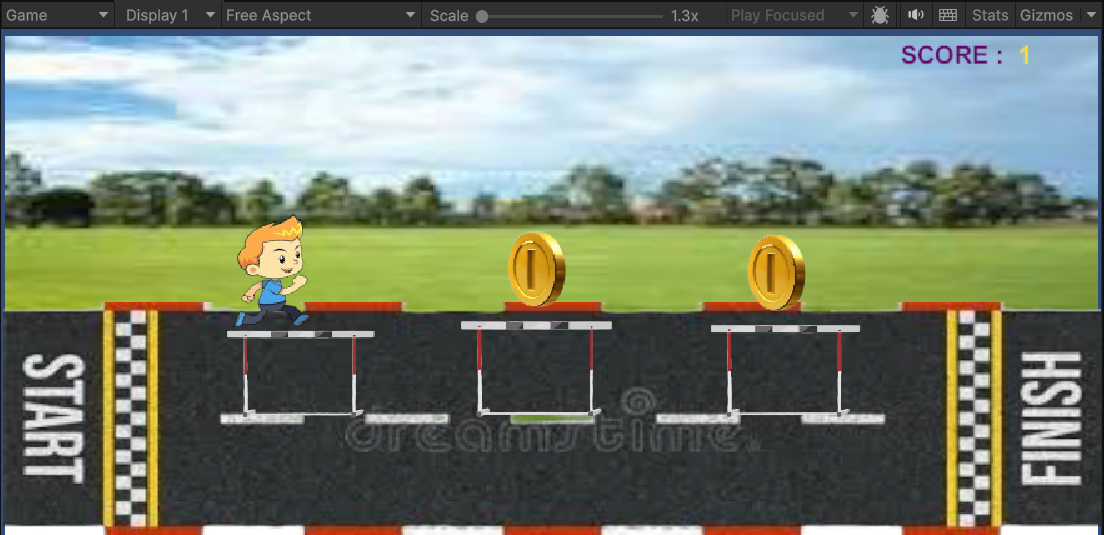 Game Display 1 Free Aspect Scale 1.3x Play Focused Stats Gizmos
SCORE : 1
START
FINISH
dreamstime.